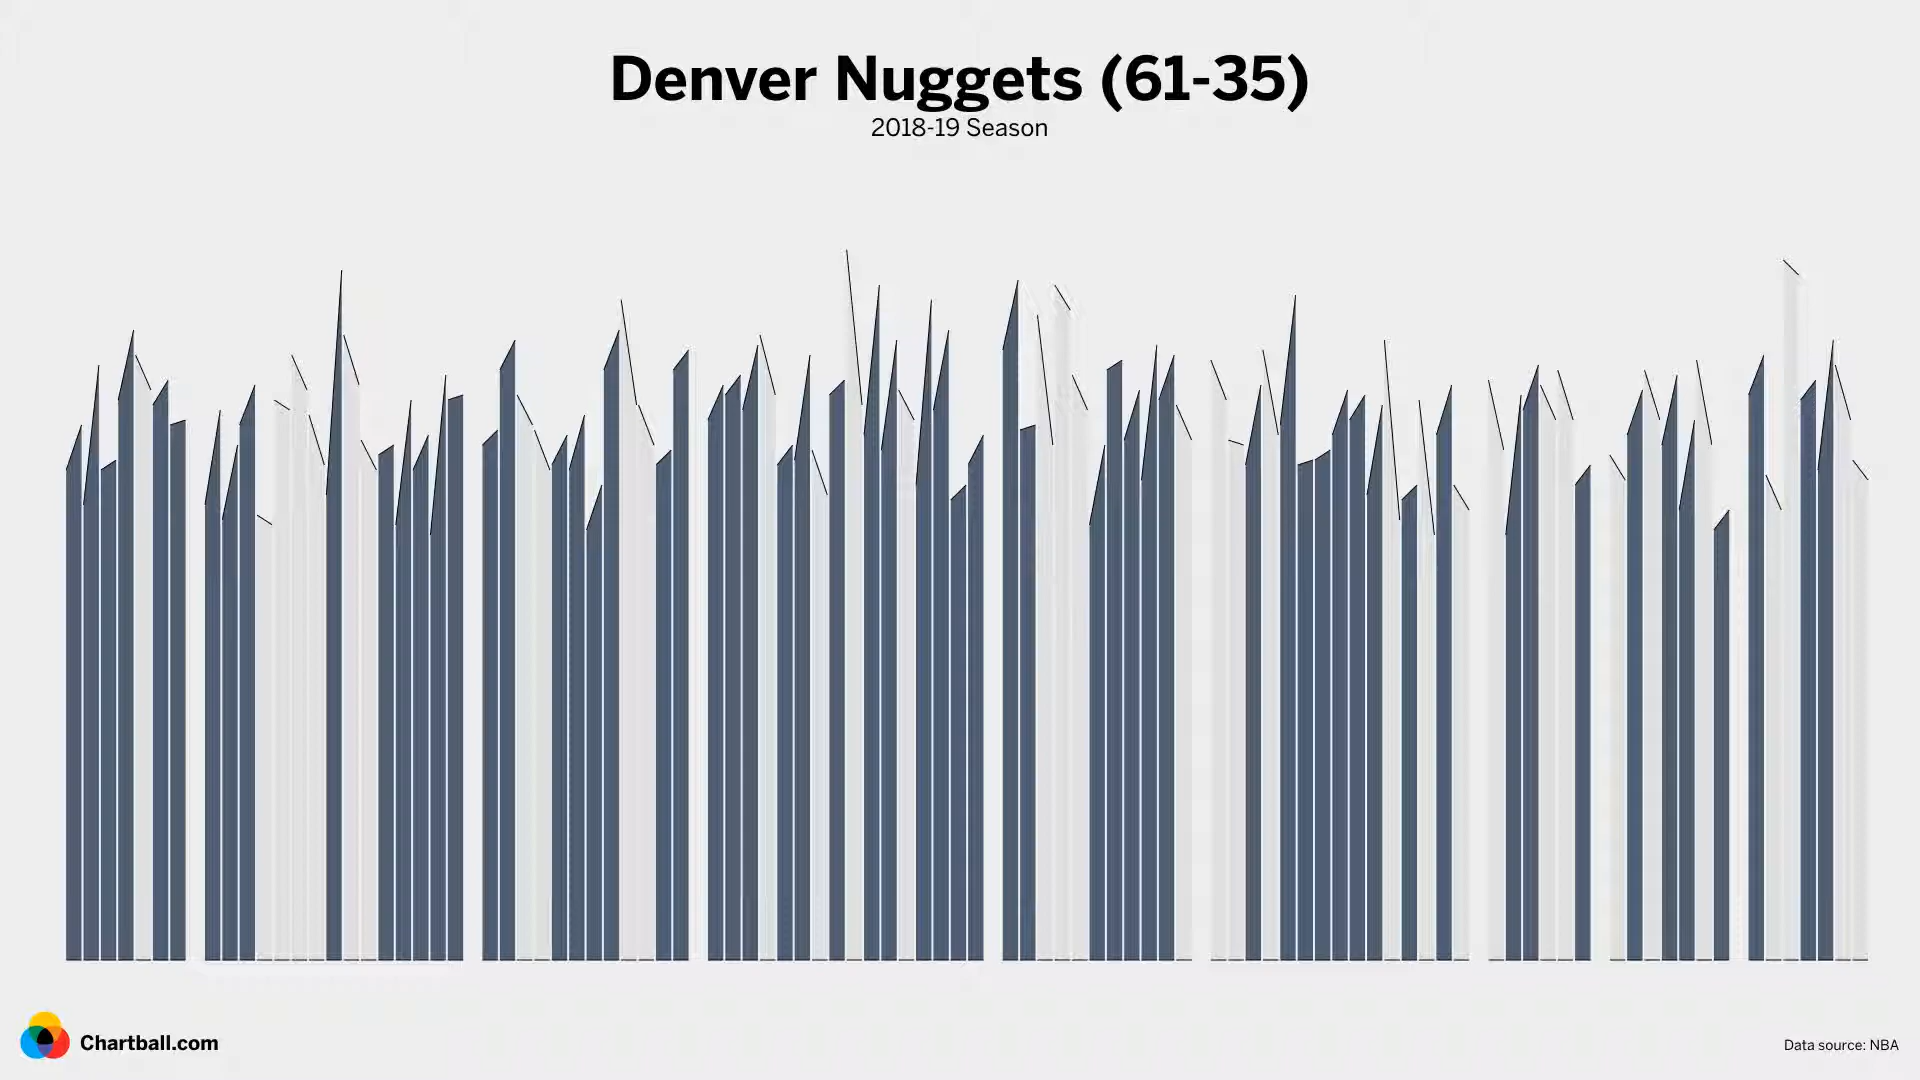 Denver Nuggets (61-35)
2018-19 Season
Chartball.com
Data source: NBA